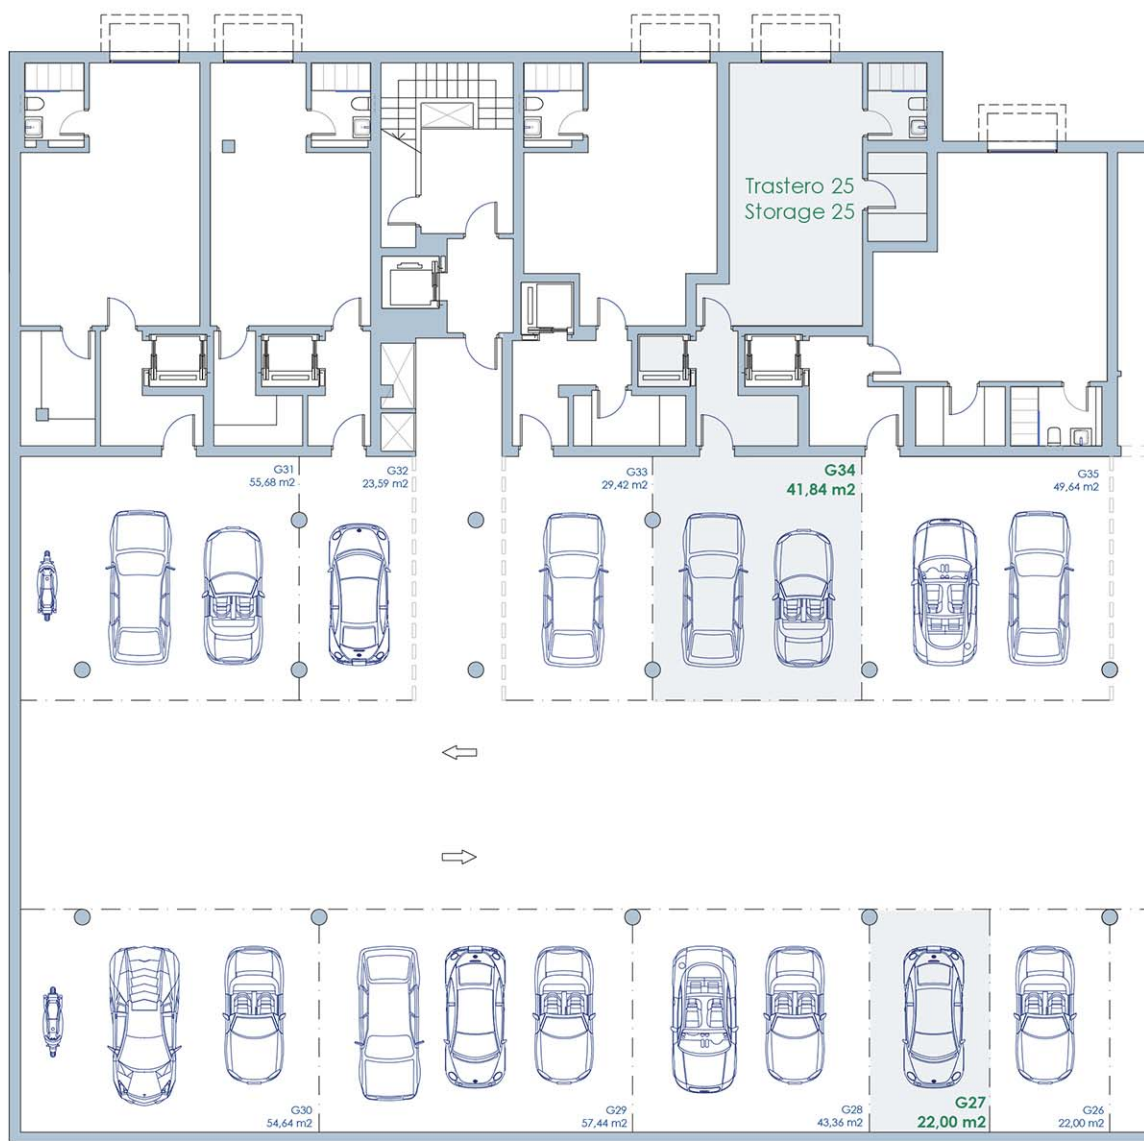 Trastero 25
Storage 25
G31
55,68 m2
G32
23,59 m2
G33
29,42 m2
G34
41,84 m2
G35
49,64 m2
G30
54,64 m2
G29
57,44 m2
G28
43,36 m2
G27
22,00 m2
G26
22,00 m2